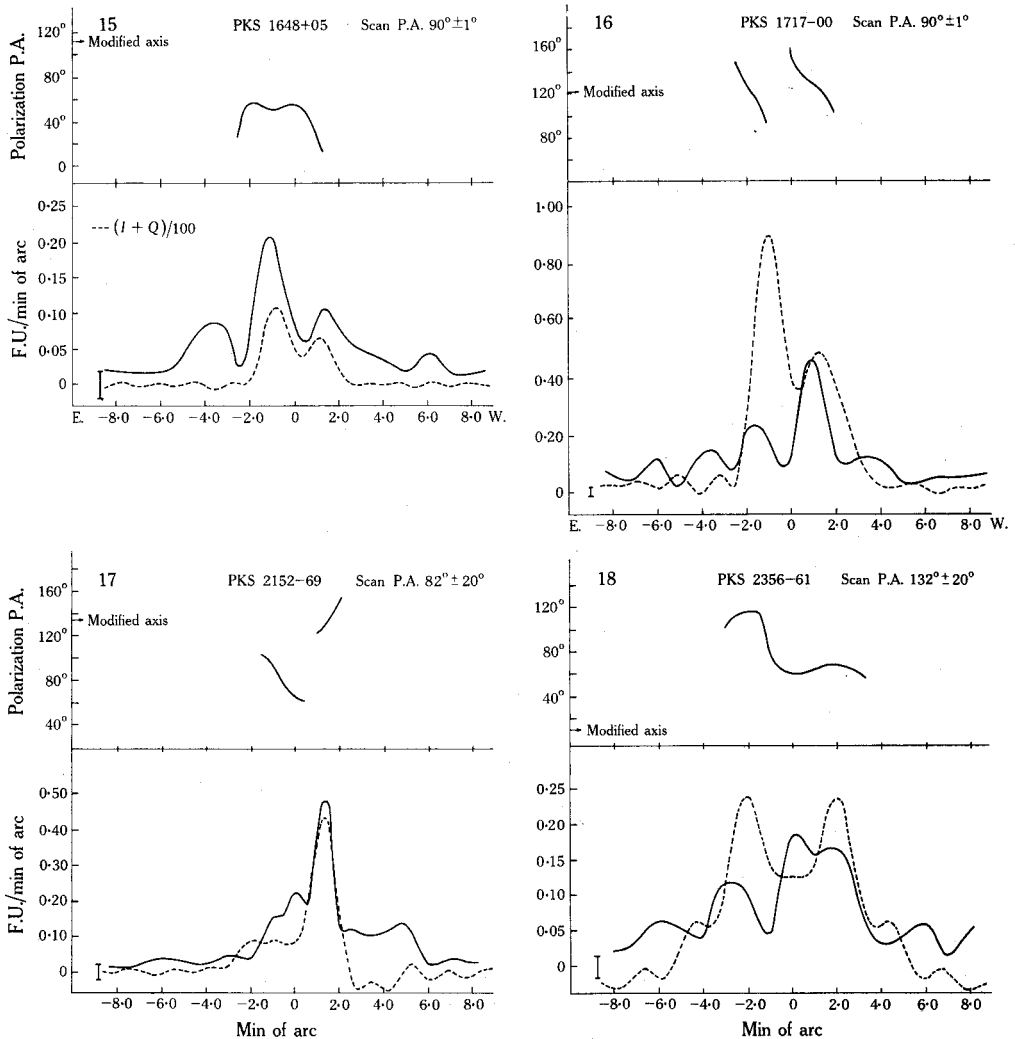 15 PKS 1648+05 Scan P.A. 90°±1°
Polarization P.A.
120°
Modified axis
80°
40°
0
0·25
0·20
0·15
0·10
0·05
0
F.U./min of arc
--- (I + Q)/100
E. −8·0 −6·0 −4·0 −2·0 0 2·0 4·0 6·0 8·0 W.
16 PKS 1717−00 Scan P.A. 90°±1°
160°
120°
Modified axis
80°
1·00
0·80
0·60
0·40
0·20
0
E. −8·0 −6·0 −4·0 −2·0 0 2·0 4·0 6·0 8·0 W.
17 PKS 2152−69 Scan P.A. 82°±20°
Polarization P.A.
160°
Modified axis
120°
80°
40°
0·50
0·40
0·30
0·20
0·10
0
F.U./min of arc
−8·0 −6·0 −4·0 −2·0 0 2·0 4·0 6·0 8·0
Min of arc
18 PKS 2356−61 Scan P.A. 132°±20°
120°
80°
40°
Modified axis
0·25
0·20
0·15
0·10
0·05
0
−8·0 −6·0 −4·0 −2·0 0 2·0 4·0 6·0 8·0
Min of arc